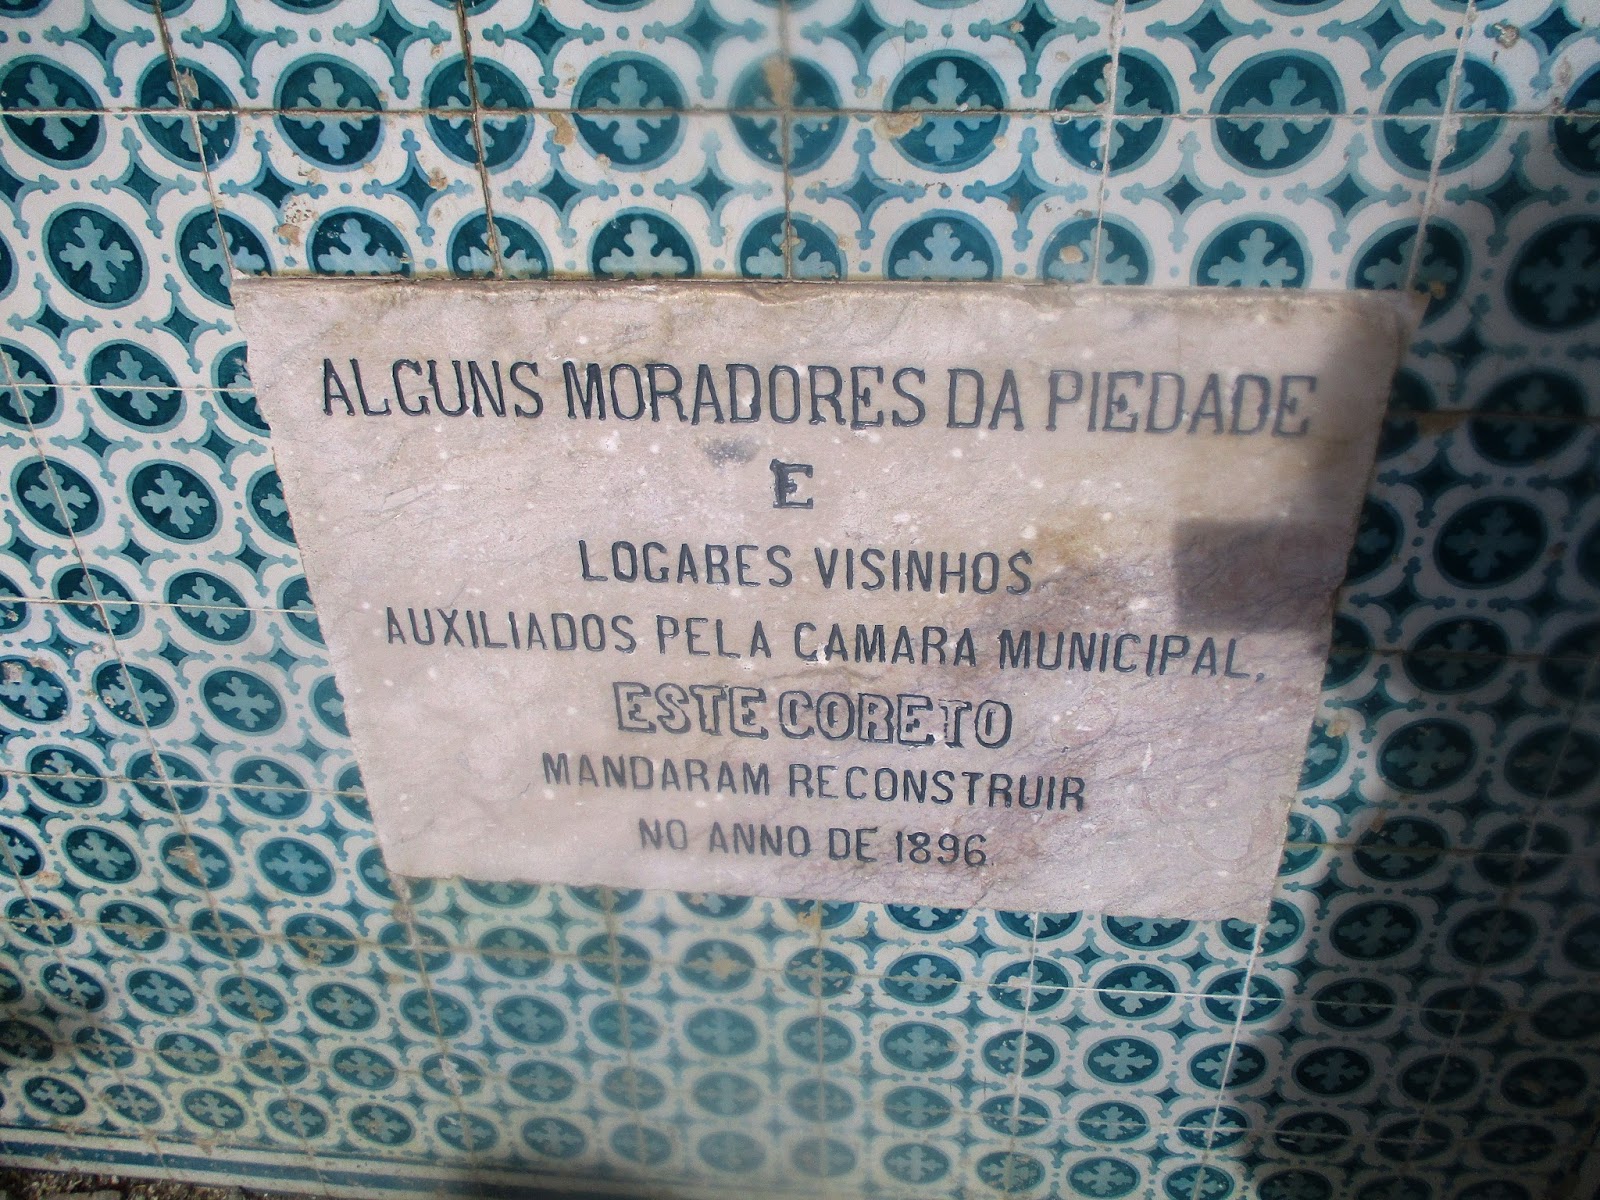 ALGUNS MORADORES DA PIEDADE
E
LOGARES VISINHOS
AUXILIADOS PELA CAMARA MUNICIPAL,
ESTE CORETO
MANDARAM RECONSTRUIR
NO ANNO DE 1896.